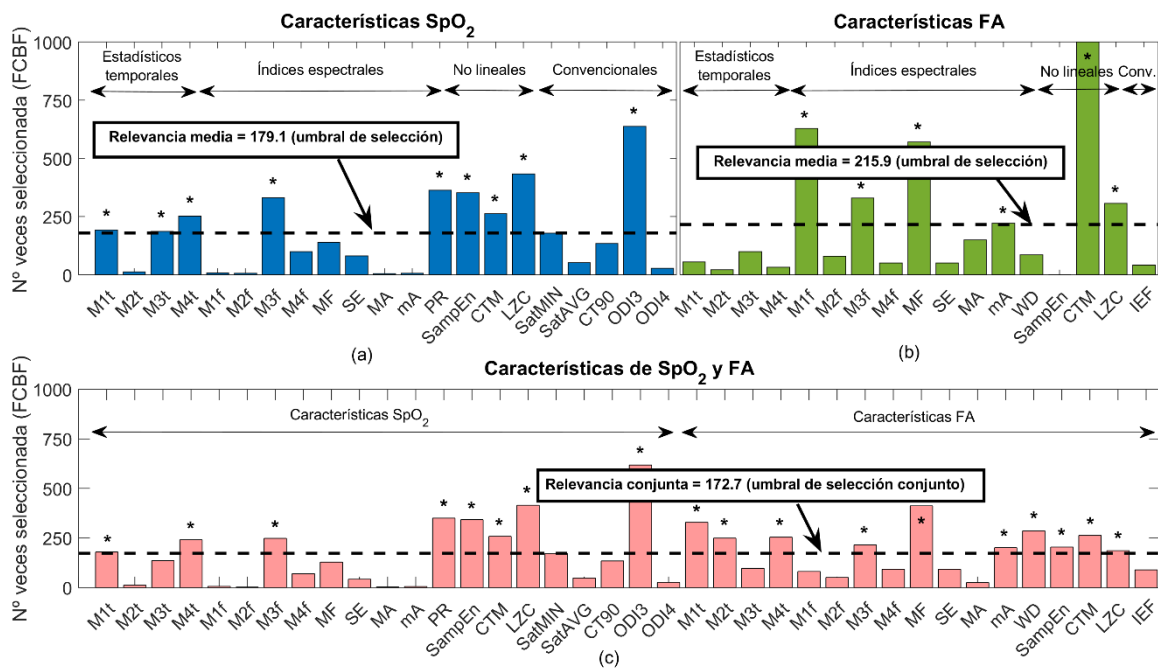 Características SpO₂
Nº veces seleccionada (FCBF)
1000
750
500
250
0
Estadísticos temporales
Índices espectrales
No lineales
Convencionales
Relevancia media = 179.1 (umbral de selección)
* * * * * * * * *
M1t M2t M3t M4t M1f M2f M3f M4f MF SE MA mA PR SampEn CTM LZC SatMIN SatAVG CT90 ODI3 ODI4
(a)
Características FA
Estadísticos temporales
Índices espectrales
No lineales
Conv.
Relevancia media = 215.9 (umbral de selección)
* * * * * *
M1t M2t M3t M4t M1f M2f M3f M4f MF SE MA mA WD SampEn CTM LZC IEF
(b)
Características de SpO₂ y FA
Nº veces seleccionada (FCBF)
1000
750
500
250
0
Características SpO₂
Características FA
Relevancia conjunta = 172.7 (umbral de selección conjunto)
* * * * * * * * * * * * * * * * * *
M1t M2t M3t M4t M1f M2f M3f M4f MF SE MA mA PR SampEn CTM LZC SatMIN SatAVG CT90 ODI3 ODI4 M1t M2t M3t M4t M1f M2f M3f M4f MF SE MA mA WD SampEn CTM LZC IEF
(c)